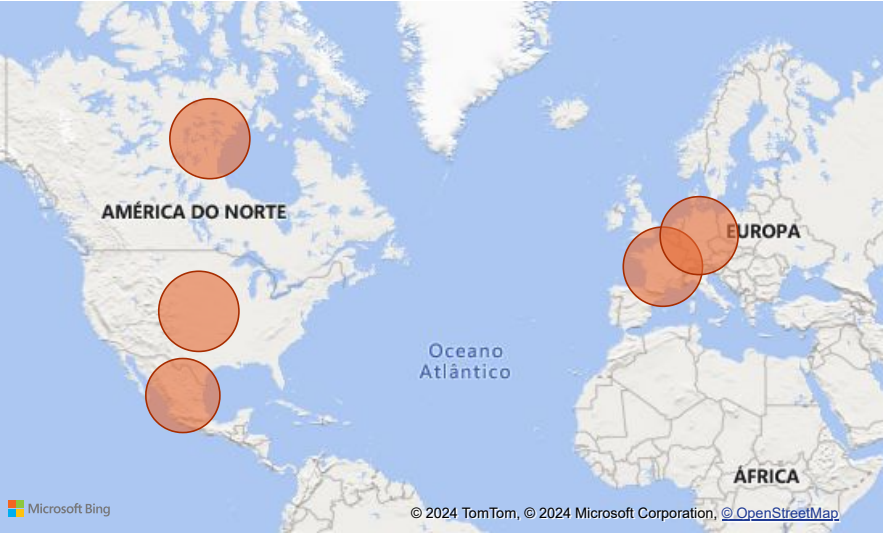 AMÉRICA DO NORTE
EUROPA
Oceano
Atlântico
ÁFRICA
Microsoft Bing
© 2024 TomTom, © 2024 Microsoft Corporation, © OpenStreetMap